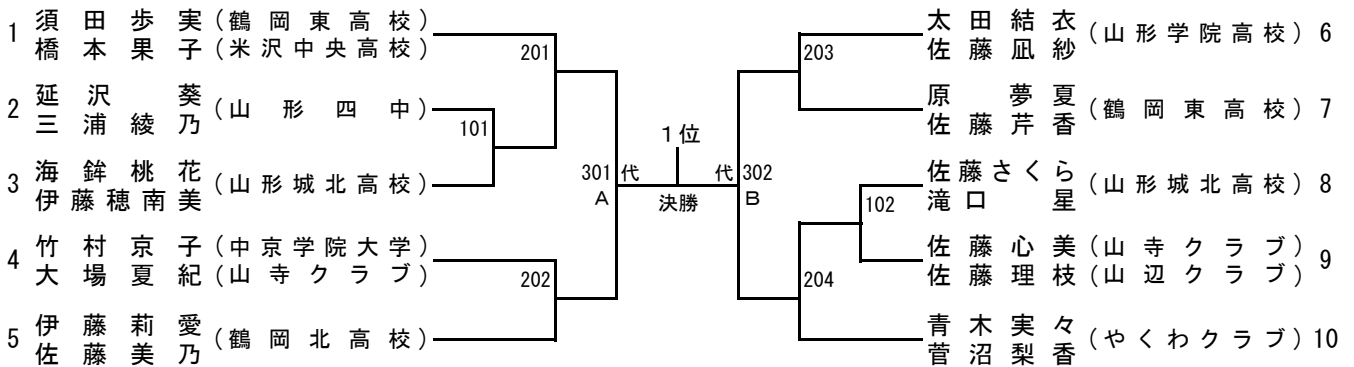 1 須田歩実(鶴岡東高校)
橋本果子(米沢中央高校)
2 延沢葵(山形四中)
三浦綾乃
3 海鉾桃花(山形城北高校)
伊藤穂南美
4 竹村京子(中京学院大学)
大場夏紀(山寺クラブ)
5 伊藤莉愛(鶴岡北高校)
佐藤美乃
201
101
202
301 代
A
1位
決勝
代 302
B
203
102
204
太田結衣(山形学院高校) 6
佐藤凪紗
原夢夏(鶴岡東高校) 7
佐藤芹香
佐藤さくら(山形城北高校) 8
滝口星
佐藤心美(山寺クラブ) 9
佐藤理枝(山辺クラブ)
青木実々(やくわクラブ) 10
菅沼梨香